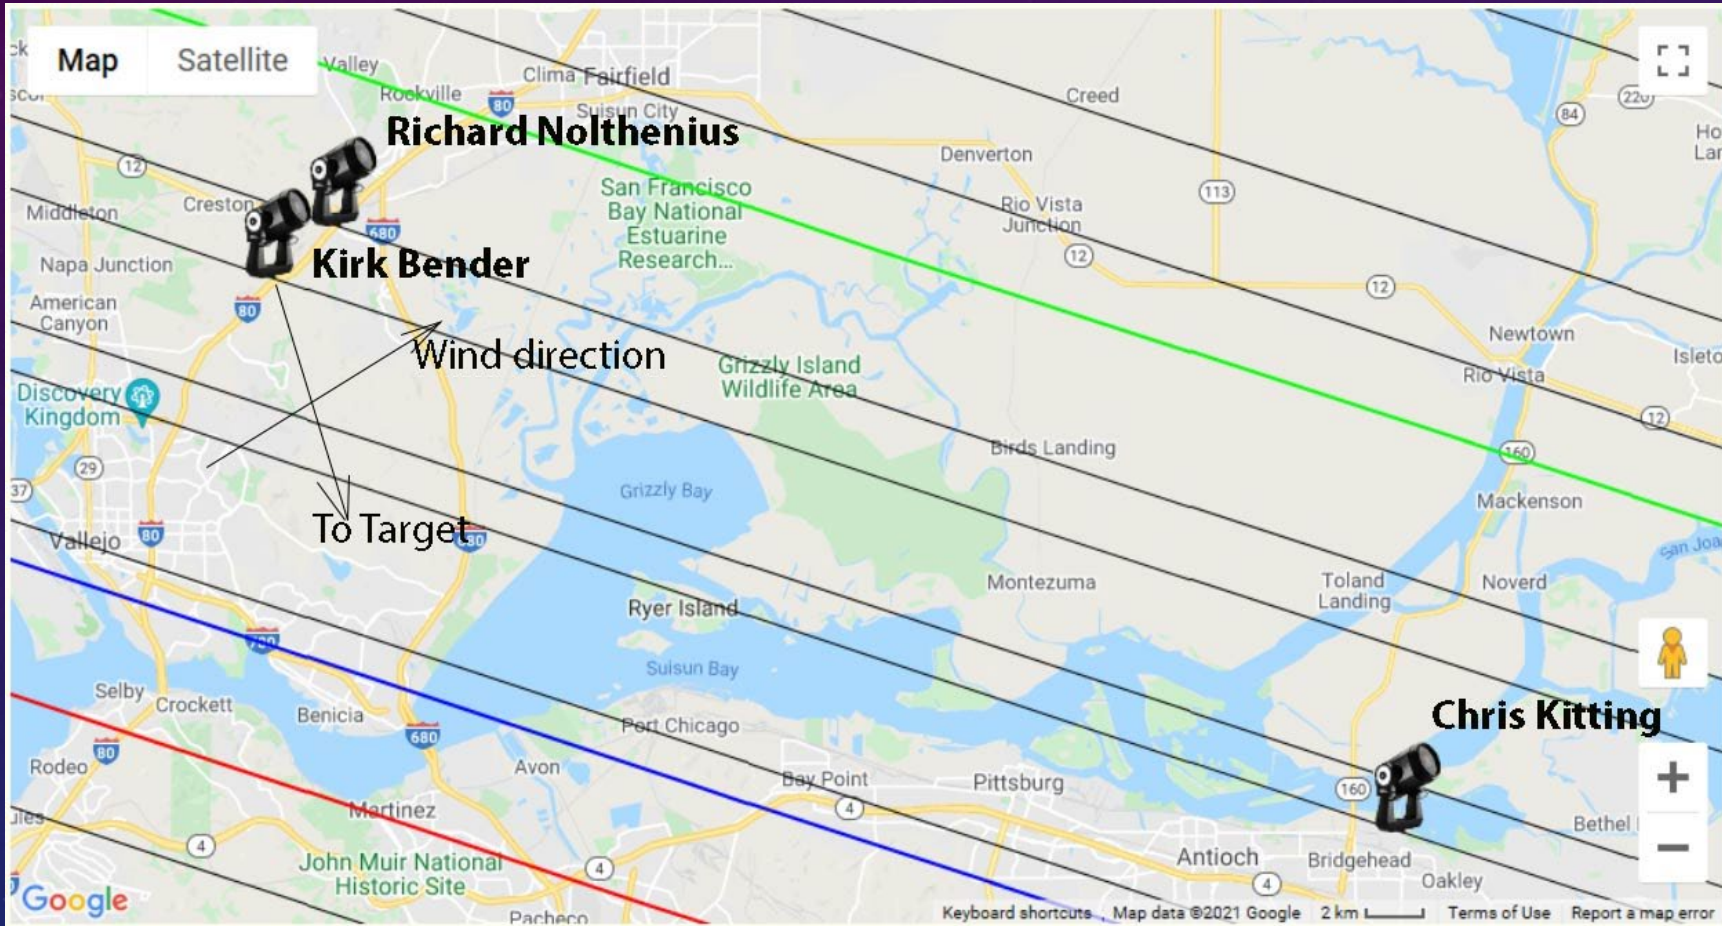 Map Satellite
Valley
Rockville
Clima Fairfield
80
Suisun City
Creed
220
84
Richard Nolthenius
Denverton
12
113
San Francisco
Bay National
Estuarine
Research...
Rio Vista
Junction
12
Middleton
Creston
680
Kirk Bender
Napa Junction
80
American
Canyon
12
Newtown
Wind direction
Grizzly Island
Wildlife Area
Rio Vista
Discovery
Kingdom
12
Birds Landing
160
29
37
Grizzly Bay
Mackenson
To Target
Vallejo
80
Montezuma
Toland
Landing
Noverd
Ryer Island
Suisun Bay
Selby
Crockett
Benicia
Port Chicago
680
Chris Kitting
80
Rodeo
Avon
Bay Point
Pittsburg
160
4
Martinez
Bethel
4
John Muir National
Historic Site
4
Antioch
Bridgehead
4
Oakley
Google
Pacheco
Keyboard shortcuts Map data ©2021 Google 2 km Terms of Use Report a map error